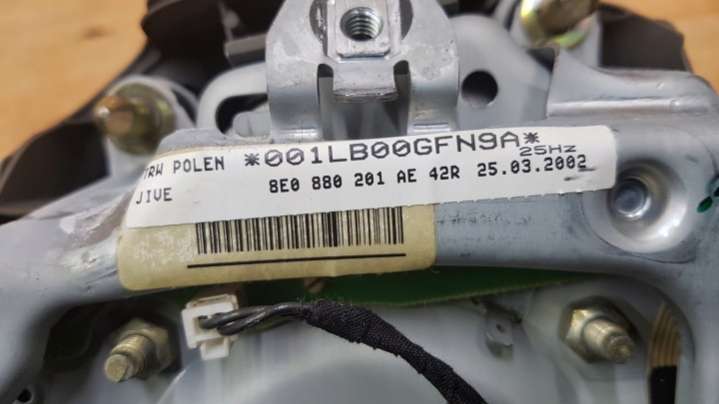 TRW POLEN *001LB00GFN9A*
25Hz
JIVE 8E0 880 201 AE 42R 25.03.2002